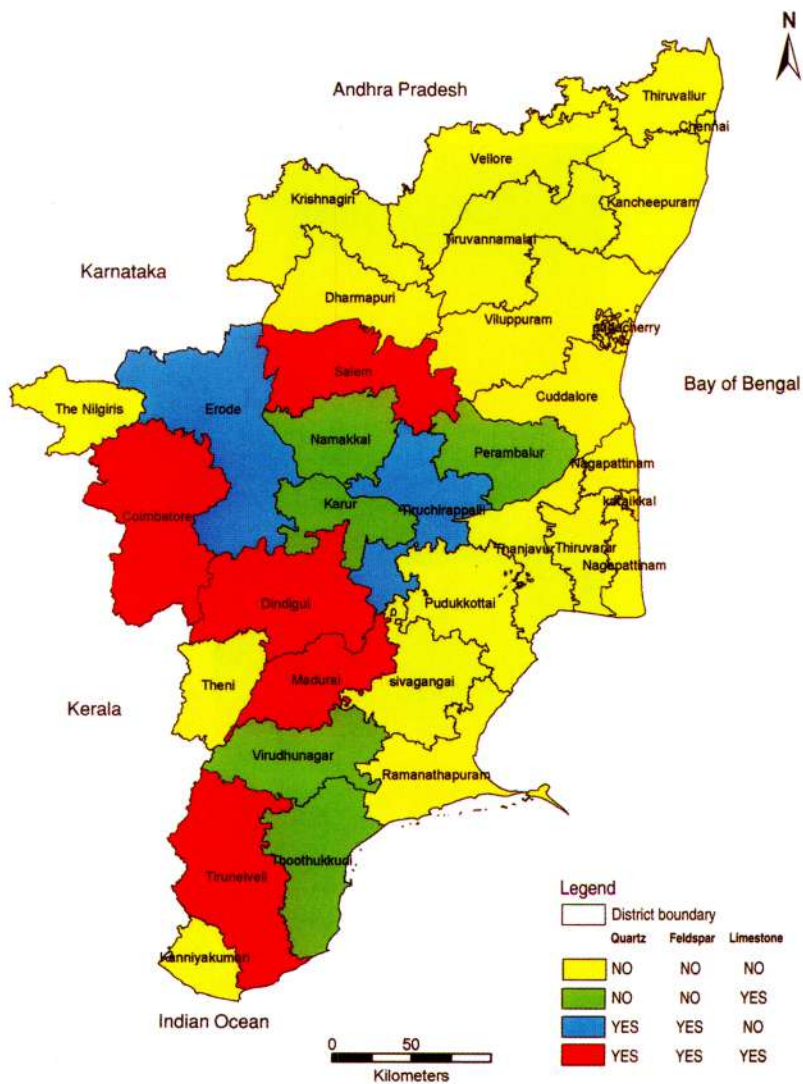 N
Andhra Pradesh
Thiruvallur
Chennai
Vellore
Krishnagiri
Kancheepuram
Tiruvannamalai
Karnataka
Dharmapuri
Viluppuram
Salem
Bay of Bengal
The Nilgiris
Erode
Cuddalore
Namakkal
Perambalur
Nagapattinam
Karur
karaikkal
Coimbatore
Tiruchirappalli
Thanjavur
Thiruvarar
Nagapattinam
Dindigul
Pudukkottai
Theni
Madurai
sivagangai
Kerala
Virudhunagar
Ramanathapuram
Thoothukkudi
Tirunelveli
Kanniyakumari
Indian Ocean
0 50
Kilometers
Legend
District boundary
Quartz Feldspar Limestone
NO NO NO
NO NO YES
YES YES NO
YES YES YES